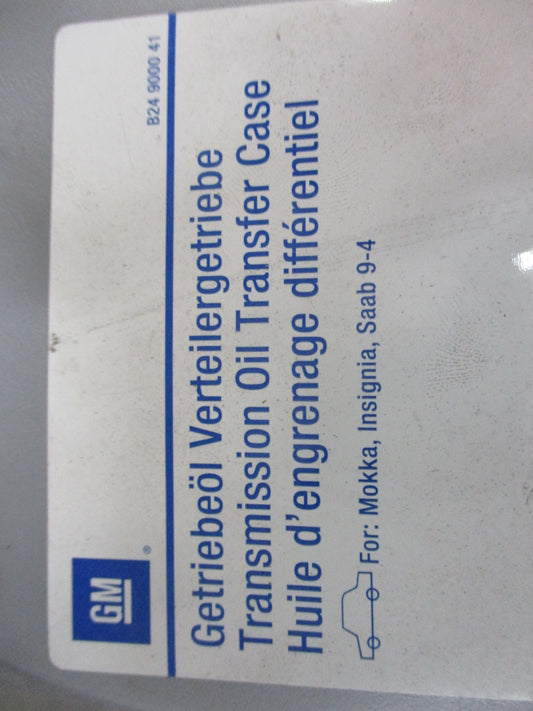 GM
®
B24 9000 41
Getriebeöl Verteilergetriebe
Transmission Oil Transfer Case
Huile d'engrenage différentiel
For: Mokka, Insignia, Saab 9-4